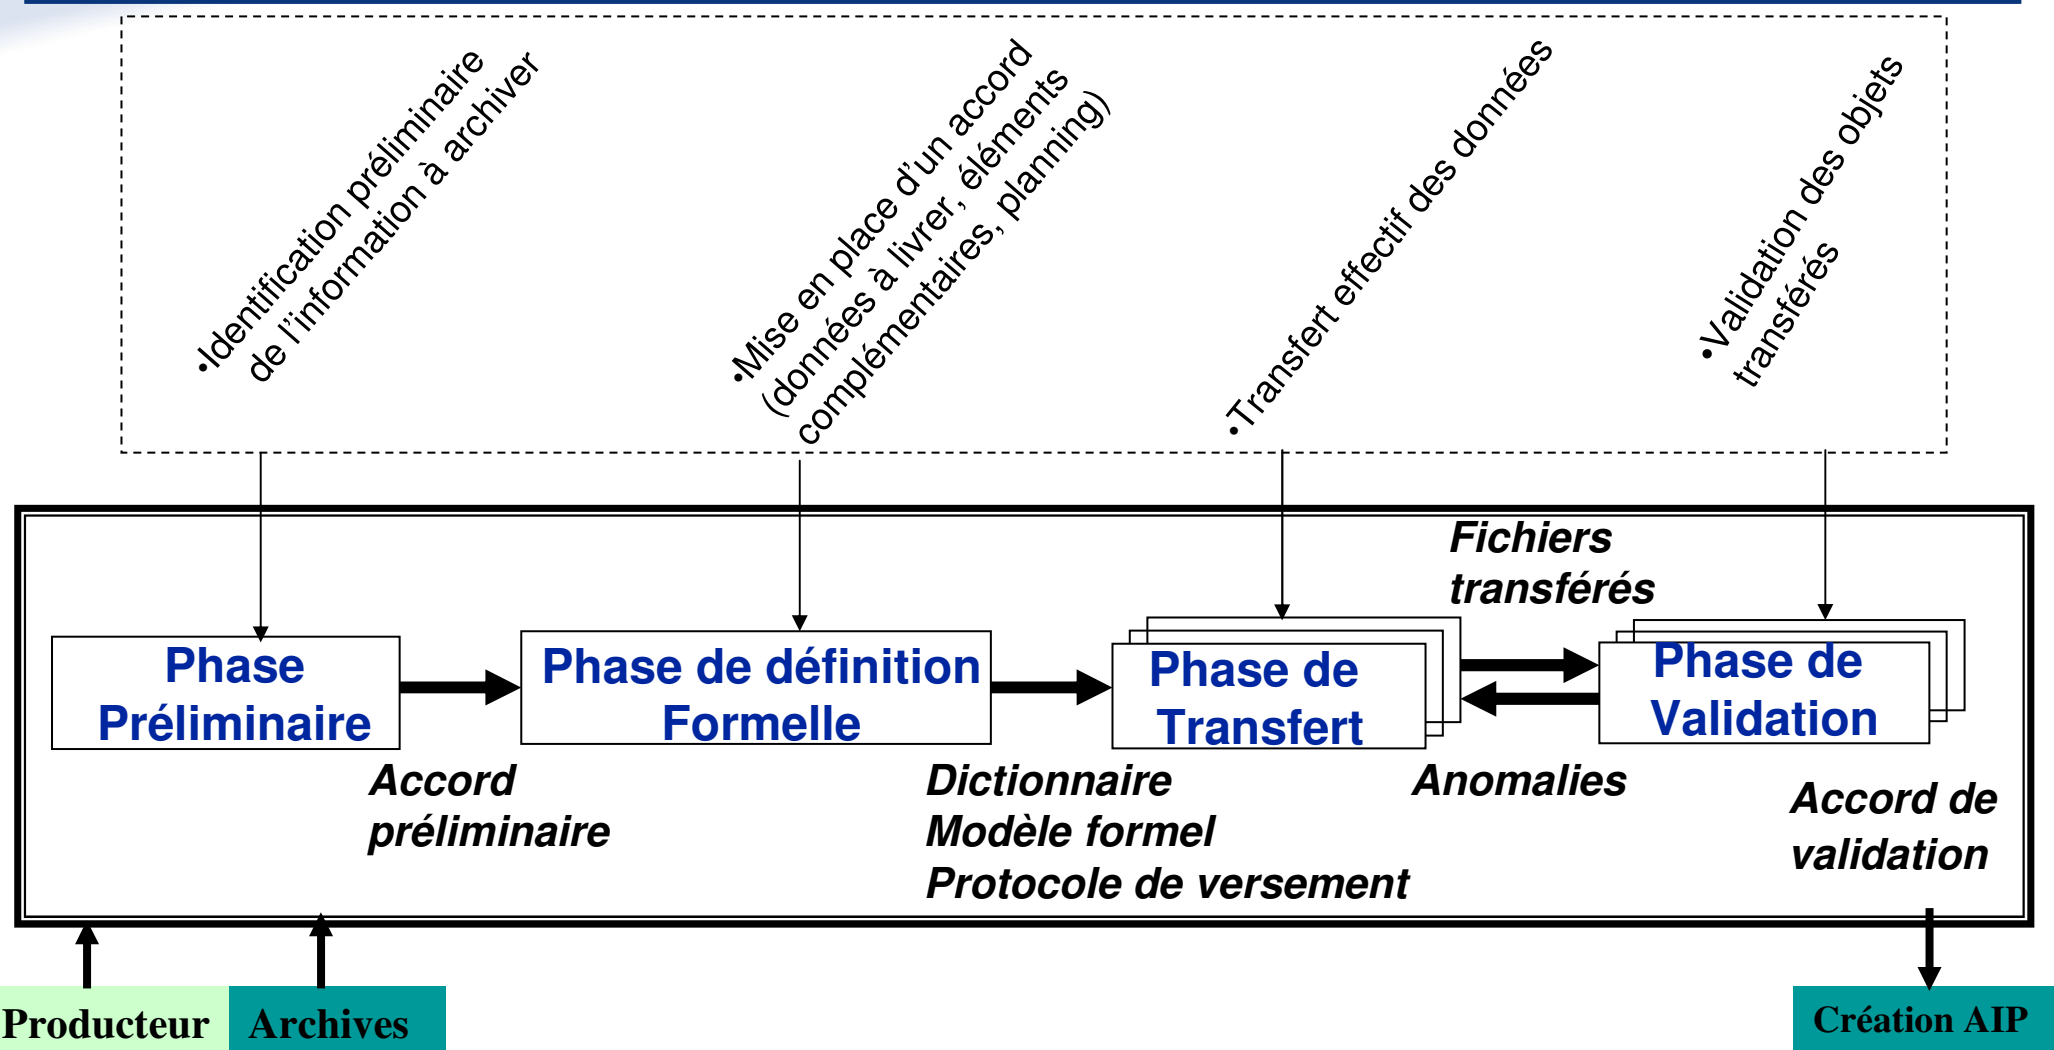 •Identification préliminaire
de l'information à archiver
•Mise en place d'un accord
(données à livrer, éléments
complémentaires, planning)
•Transfert effectif des données
•Validation des objets
transférés
Fichiers
transférés
Phase
Préliminaire
Phase de définition
Formelle
Phase de
Transfert
Phase de
Validation
Accord
préliminaire
Dictionnaire
Modèle formel
Protocole de versement
Anomalies
Accord de
validation
Producteur
Archives
Création AIP